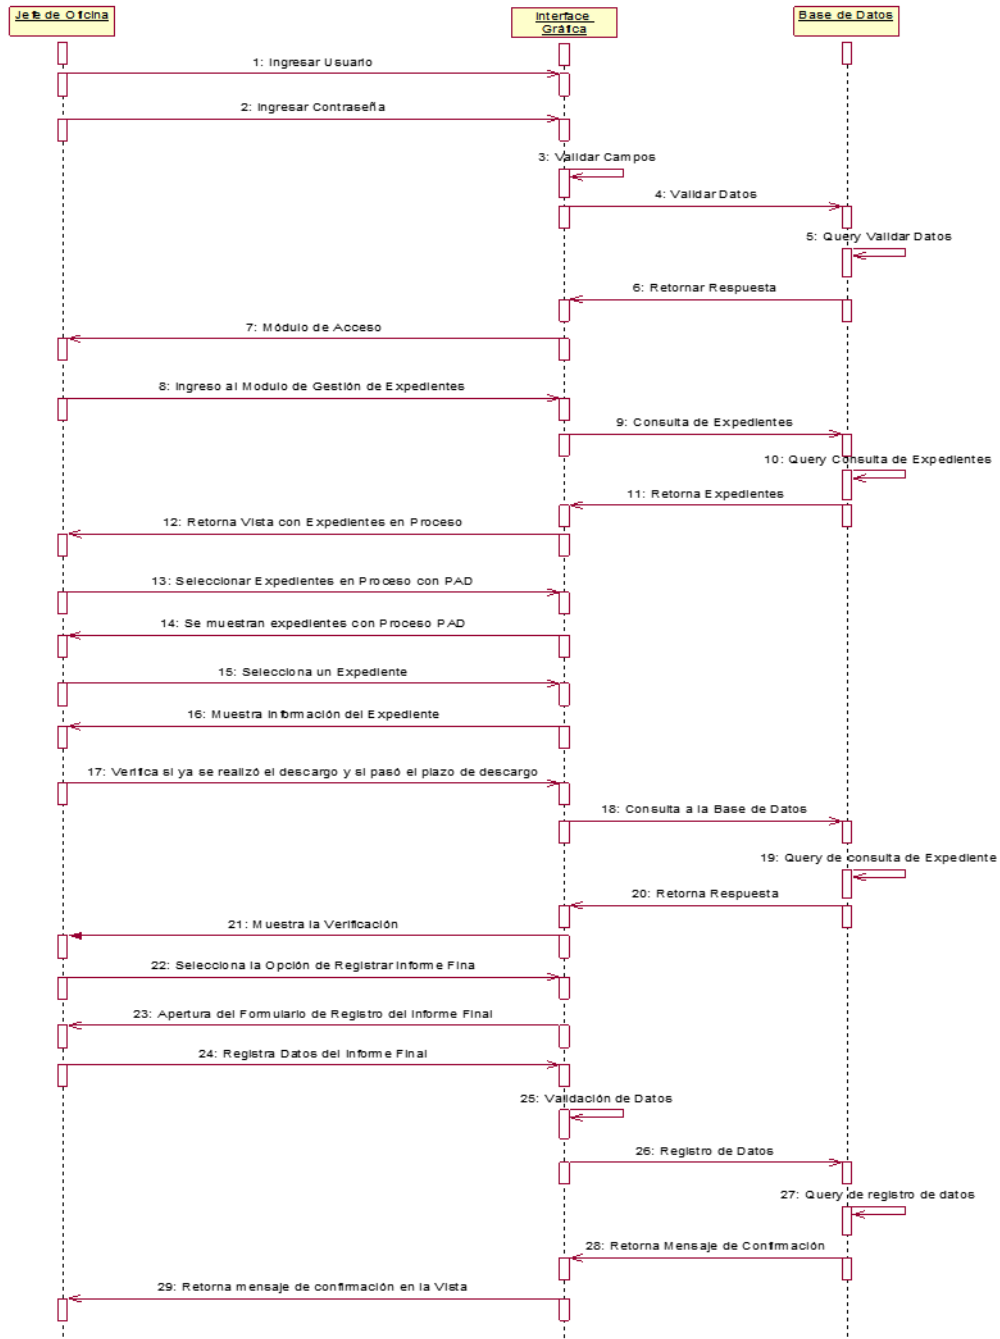 Jefe de Oficina
Interface
Gráfica
Base de Datos
1: Ingresar Usuario
2: Ingresar Contraseña
3: Validar Campos
4: Validar Datos
5: Query Validar Datos
6: Retornar Respuesta
7: Módulo de Acceso
8: Ingreso al Modulo de Gestión de Expedientes
9: Consulta de Expedientes
10: Query Consulta de Expedientes
11: Retorna Expedientes
12: Retorna Vista con Expedientes en Proceso
13: Seleccionar Expedientes en Proceso con PAD
14: Se muestran expedientes con Proceso PAD
15: Selecciona un Expediente
16: Muestra Información del Expediente
17: Verifica si ya se realizó el descargo y si pasó el plazo de descargo
18: Consulta a la Base de Datos
19: Query de consulta de Expediente
20: Retorna Respuesta
21: Muestra la Verificación
22: Selecciona la Opción de Registrar Informe Fina
23: Apertura del Formulario de Registro del Informe Final
24: Registra Datos del Informe Final
25: Validación de Datos
26: Registro de Datos
27: Query de registro de datos
28: Retorna Mensaje de Confirmación
29: Retorna mensaje de confirmación en la Vista